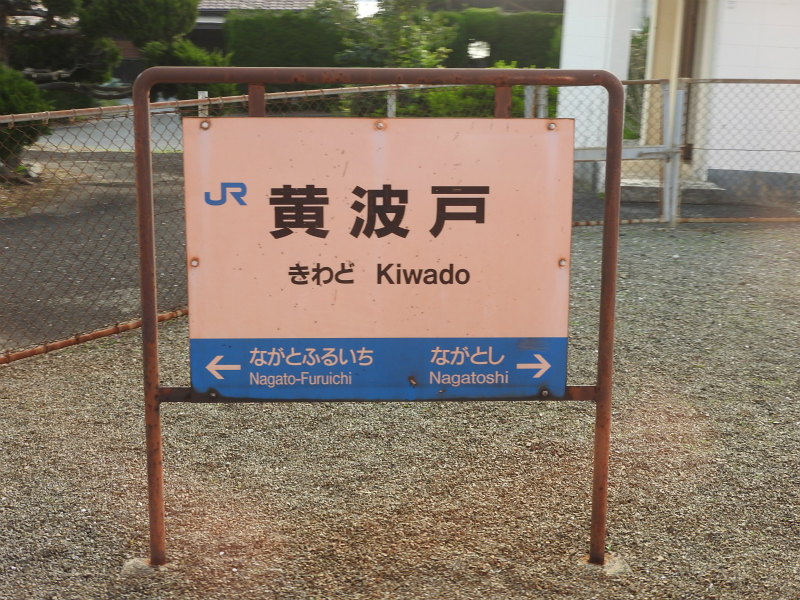 JR 黄波戸
きわど Kiwado
← ながとふるいち ながとし →
Nagato-Furuichi Nagatoshi